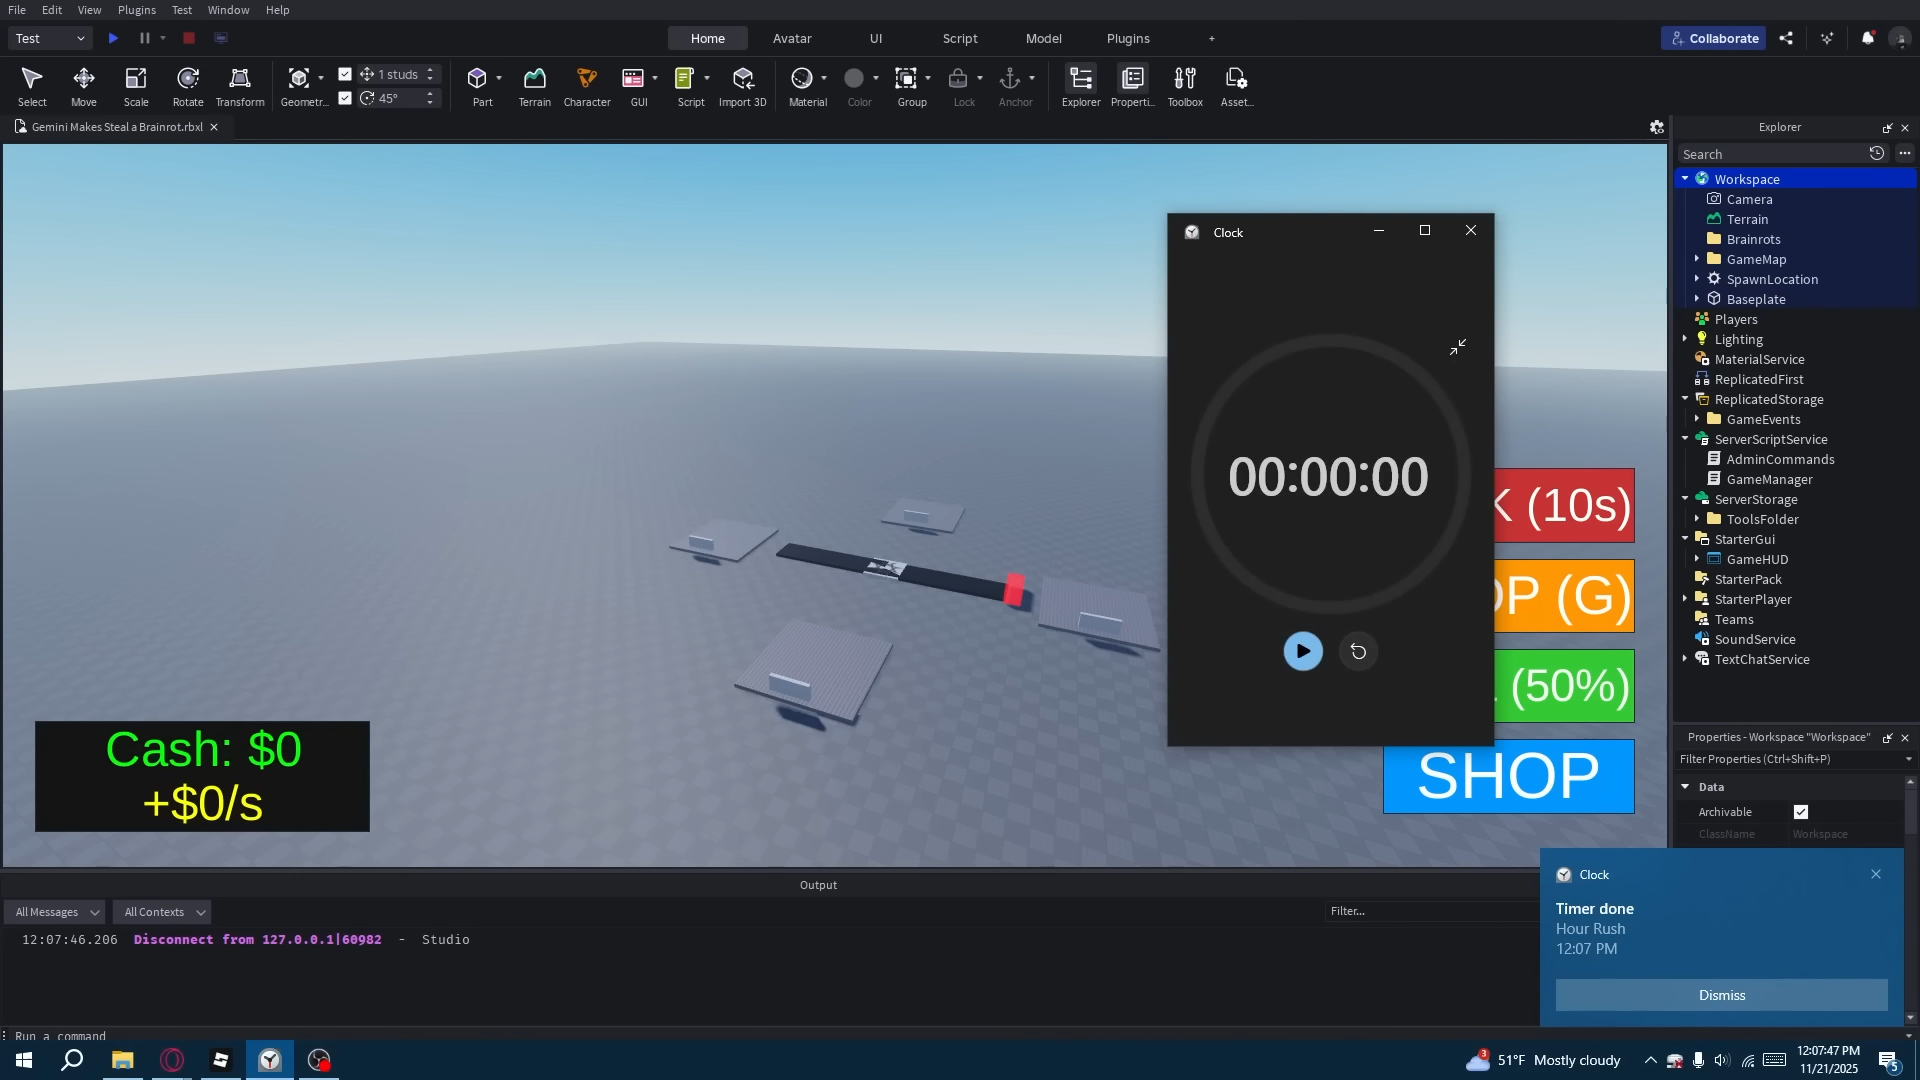 File Edit View Plugins Test Window Help
Test Home Avatar UI Script Model Plugins + Collaborate
1 studs
45°
Select Move Scale Rotate Transform Geometr... Part Terrain Character GUI Script Import 3D Material Color Group Lock Anchor Explorer Properti... Toolbox Asset...
Gemini Makes Steal a Brainrot.rbxl
Explorer
Search
Workspace
Camera
Terrain
Brainrots
GameMap
SpawnLocation
Baseplate
Players
Lighting
MaterialService
ReplicatedFirst
ReplicatedStorage
GameEvents
ServerScriptService
AdminCommands
GameManager
ServerStorage
ToolsFolder
StarterGui
GameHUD
StarterPack
StarterPlayer
Teams
SoundService
TextChatService
Clock
00:00:00
K (10s)
OP (G)
(50%)
SHOP
Cash: $0
+$0/s
Properties - Workspace "Workspace"
Filter Properties (Ctrl+Shift+P)
Data
Archivable
ClassName Workspace
Output
All Messages All Contexts Filter...
12:07:46.206 Disconnect from 127.0.0.1|60982 - Studio
Clock
Timer done
Hour Rush
12:07 PM
Dismiss
Run a command
3 51°F Mostly cloudy
12:07:47 PM
11/21/2025
5